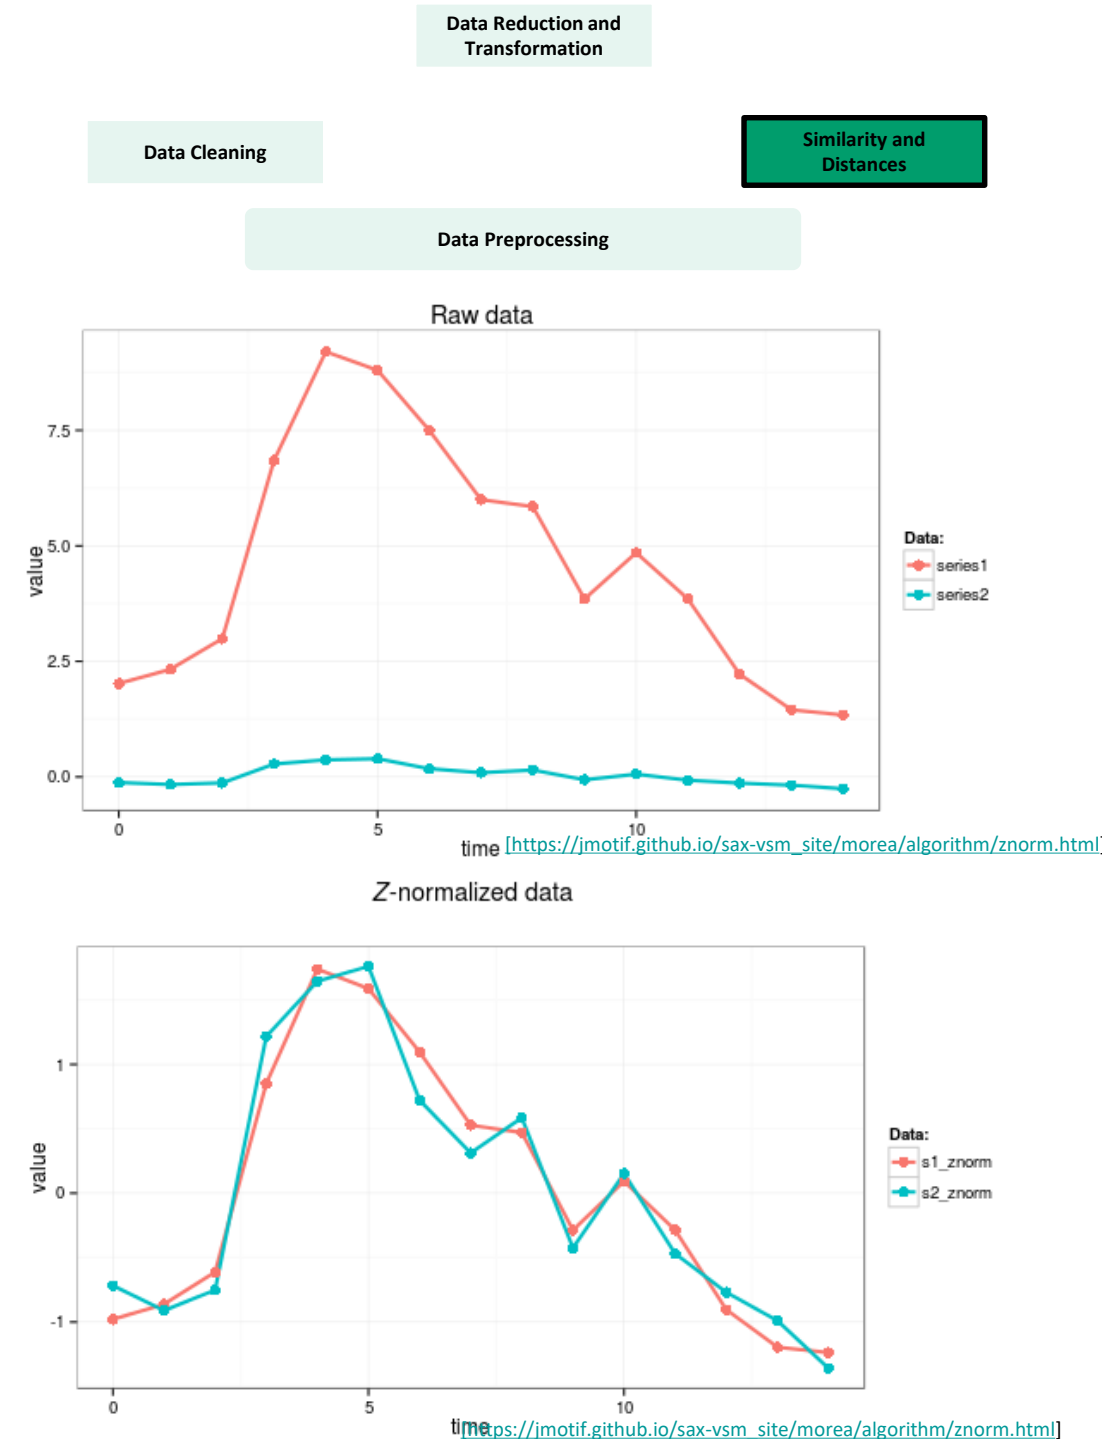 Data Reduction and
Transformation
Data Cleaning
Similarity and
Distances
Data Preprocessing
Raw data
7.5
5.0
2.5
0.0
value
0
5
10
time
[https://jmotif.github.io/sax-vsm_site/morea/algorithm/znorm.html]
Data:
series1
series2
Z-normalized data
1
0
-1
value
0
5
10
time
[https://jmotif.github.io/sax-vsm_site/morea/algorithm/znorm.html]
Data:
s1_znorm
s2_znorm